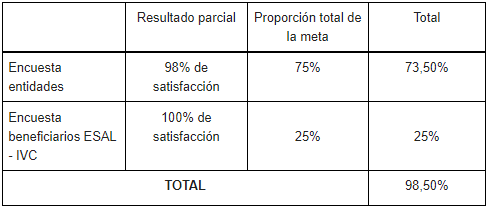 Resultado parcial
Proporción total de
la meta
Total
Encuesta
entidades
98% de
satisfacción
75%
73,50%
Encuesta
beneficiarios ESAL
- IVC
100% de
satisfacción
25%
25%
TOTAL
98,50%